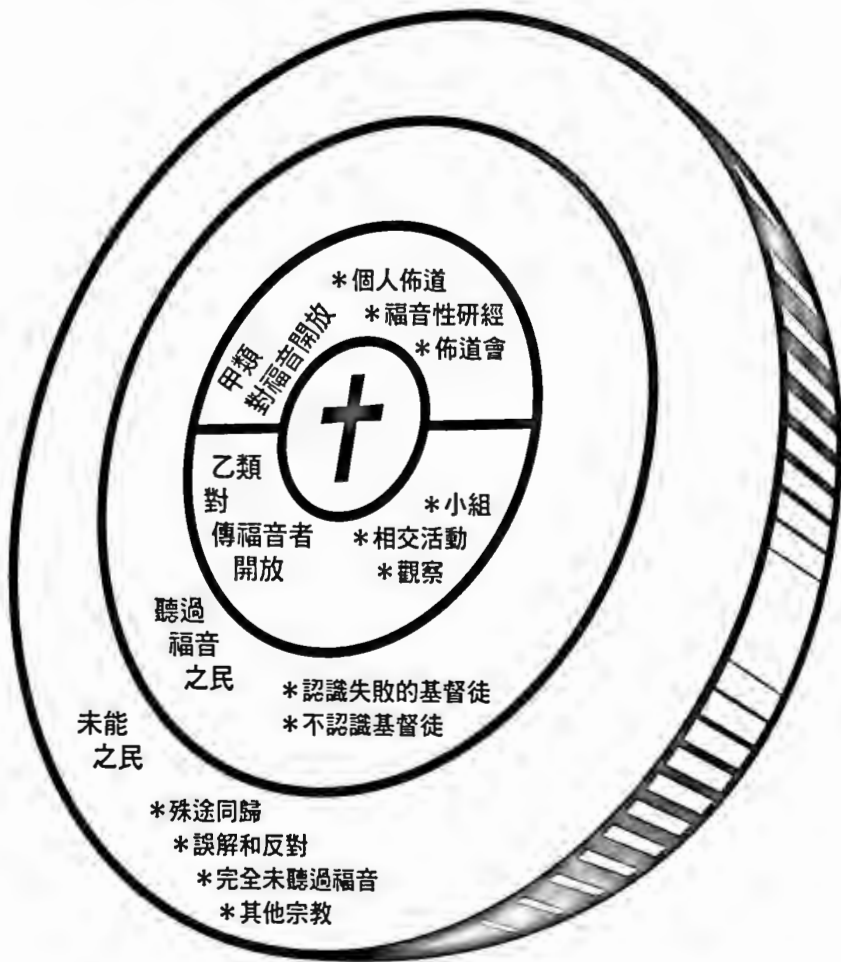 *個人佈道
*福音性研經
*佈道會
甲類
對福音開放
乙類
對
傳福音者
開放
*小組
*相交活動
*觀察
聽過
福音
之民
*認識失敗的基督徒
*不認識基督徒
未能
之民
*殊途同歸
*誤解和反對
*完全未聽過福音
*其他宗教